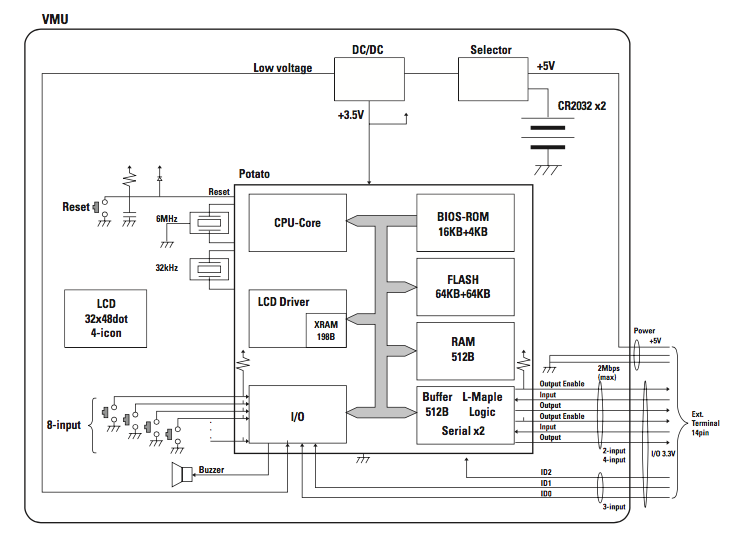 VMU
DC/DC
Selector
Low voltage
+5V
+3.5V
CR2032 x2
Potato
Reset
Reset
6MHz
32kHz
CPU-Core
BIOS-ROM
16KB+4KB
FLASH
64KB+64KB
LCD
32x48dot
4-icon
LCD Driver
XRAM
198B
RAM
512B
Power
+5V
2Mbps
(max)
Buffer L-Maple
512B Logic
Serial x2
Output Enable
Input
Output
Output Enable
Input
Output
I/O
8-input
Buzzer
2-input
4-input
I/O 3.3V
Ext.
Terminal
14pin
ID2
ID1
ID0
3-input